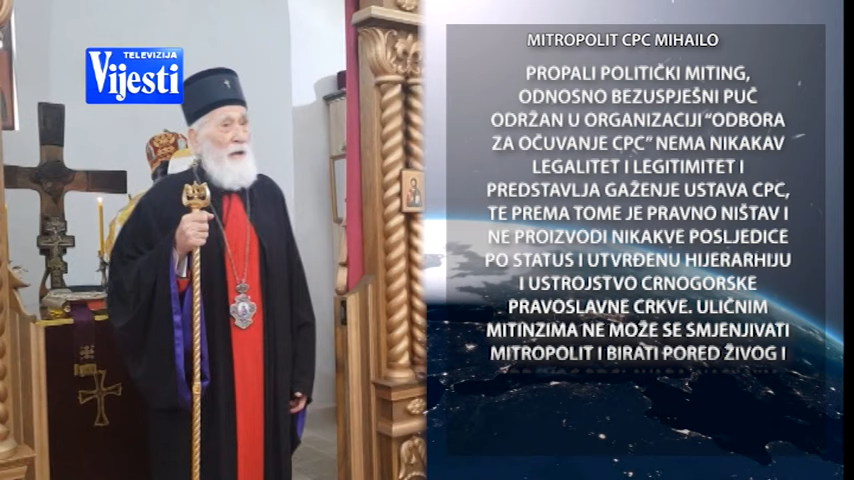 TELEVIZIJA
Vijesti
MITROPOLIT CPC MIHAILO
PROPALI POLITIČKI MITING,
ODNOSNO BEZUSPJEŠNI PUČ
ODRŽAN U ORGANIZACIJI “ODBORA
ZA OČUVANJE CPC” NEMA NIKAKAV
LEGALITET I LEGITIMITET I
PREDSTAVLJA GAŽENJE USTAVA CPC,
TE PREMA TOME JE PRAVNO NIŠTAV I
NE PROIZVODI NIKAKVE POSLJEDICE
PO STATUS I UTVRĐENU HIJERARHIJU
I USTROJSTVO CRNOGORSKE
PRAVOSLAVNE CRKVE. ULIČNIM
MITINZIMA NE MOŽE SE SMJENJIVATI
MITROPOLIT I BIRATI PORED ŽIVOG I